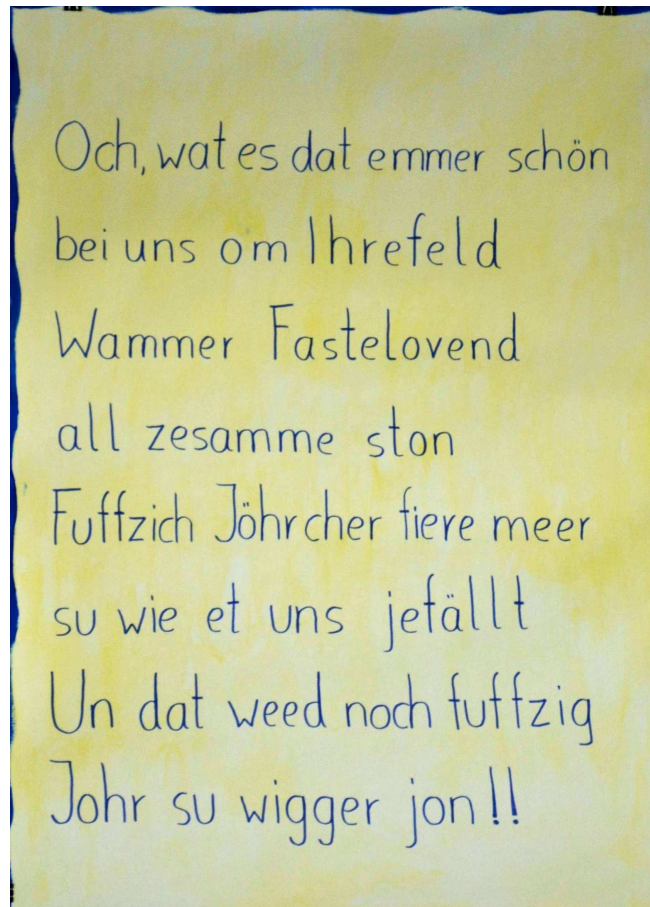 Och, wat es dat emmer schön
bei uns om Ihrefeld
Wammer Fastelovend
all zesamme ston
Fuffzich Jöhrcher fiere meer
su wie et uns jefällt
Un dat weed noch fuffzig
Johr su wigger jon!!